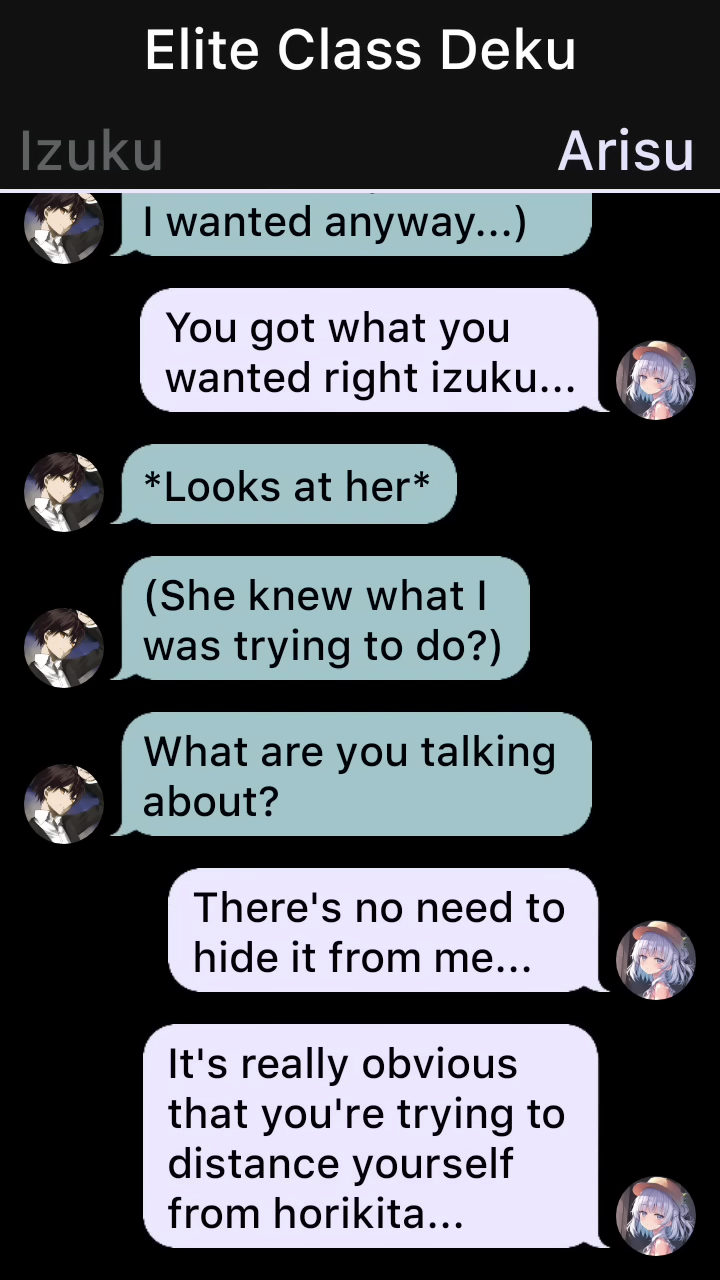 Elite Class Deku
Izuku
Arisu
I wanted anyway...)
You got what you
wanted right izuku...
*Looks at her*
(She knew what I
was trying to do?)
What are you talking
about?
There's no need to
hide it from me...
It's really obvious
that you're trying to
distance yourself
from horikita...